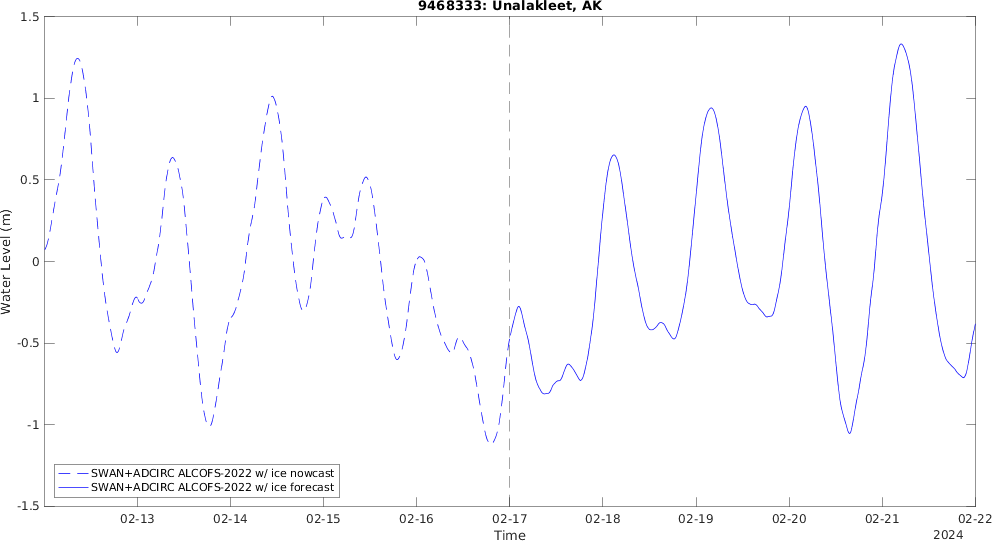 9468333: Unalakleet, AK
1.5
1
0.5
0
-0.5
-1
-1.5
Water Level (m)
SWAN+ADCIRC ALCOFS-2022 w/ ice nowcast
SWAN+ADCIRC ALCOFS-2022 w/ ice forecast
02-13 02-14 02-15 02-16 02-17 02-18 02-19 02-20 02-21 02-22
Time
2024